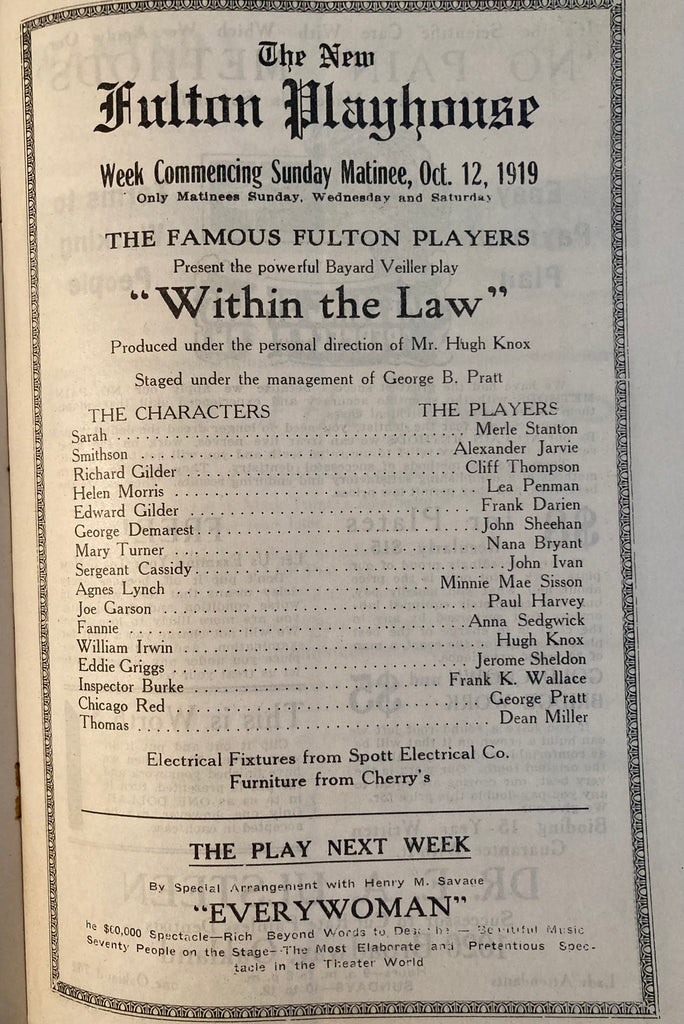 The New
Fulton Playhouse
Week Commencing Sunday Matinee, Oct. 12, 1919
Only Matinees Sunday, Wednesday and Saturday
THE FAMOUS FULTON PLAYERS
Present the powerful Bayard Veiller play
"Within the Law"
Produced under the personal direction of Mr. Hugh Knox
Staged under the management of George B. Pratt
THE CHARACTERS THE PLAYERS
Sarah . . . . . . . . . . . . . . . . . . . . Merle Stanton
Smithson . . . . . . . . . . . . . . . . . . . . Alexander Jarvie
Richard Gilder . . . . . . . . . . . . . . . . . . . . Cliff Thompson
Helen Morris . . . . . . . . . . . . . . . . . . . . Lea Penman
Edward Gilder . . . . . . . . . . . . . . . . . . . . Frank Darien
George Demarest . . . . . . . . . . . . . . . . . . . . John Sheehan
Mary Turner . . . . . . . . . . . . . . . . . . . . Nana Bryant
Sergeant Cassidy . . . . . . . . . . . . . . . . . . . . John Ivan
Agnes Lynch . . . . . . . . . . . . . . . . . . . . Minnie Mae Sisson
Joe Garson . . . . . . . . . . . . . . . . . . . . Paul Harvey
Fannie . . . . . . . . . . . . . . . . . . . . Anna Sedgwick
William Irwin . . . . . . . . . . . . . . . . . . . . Hugh Knox
Eddie Griggs . . . . . . . . . . . . . . . . . . . . Jerome Sheldon
Inspector Burke . . . . . . . . . . . . . . . . . . . . Frank K. Wallace
Chicago Red . . . . . . . . . . . . . . . . . . . . George Pratt
Thomas . . . . . . . . . . . . . . . . . . . . Dean Miller
Electrical Fixtures from Spott Electrical Co.
Furniture from Cherry's
THE PLAY NEXT WEEK
By Special Arrangement with Henry M. Savage
"EVERYWOMAN"
he $60,000 Spectacle—Rich Beyond Words to Describe — Beautiful Music
Seventy People on the Stage—The Most Elaborate and Pretentious Spec-
tacle in the Theater World